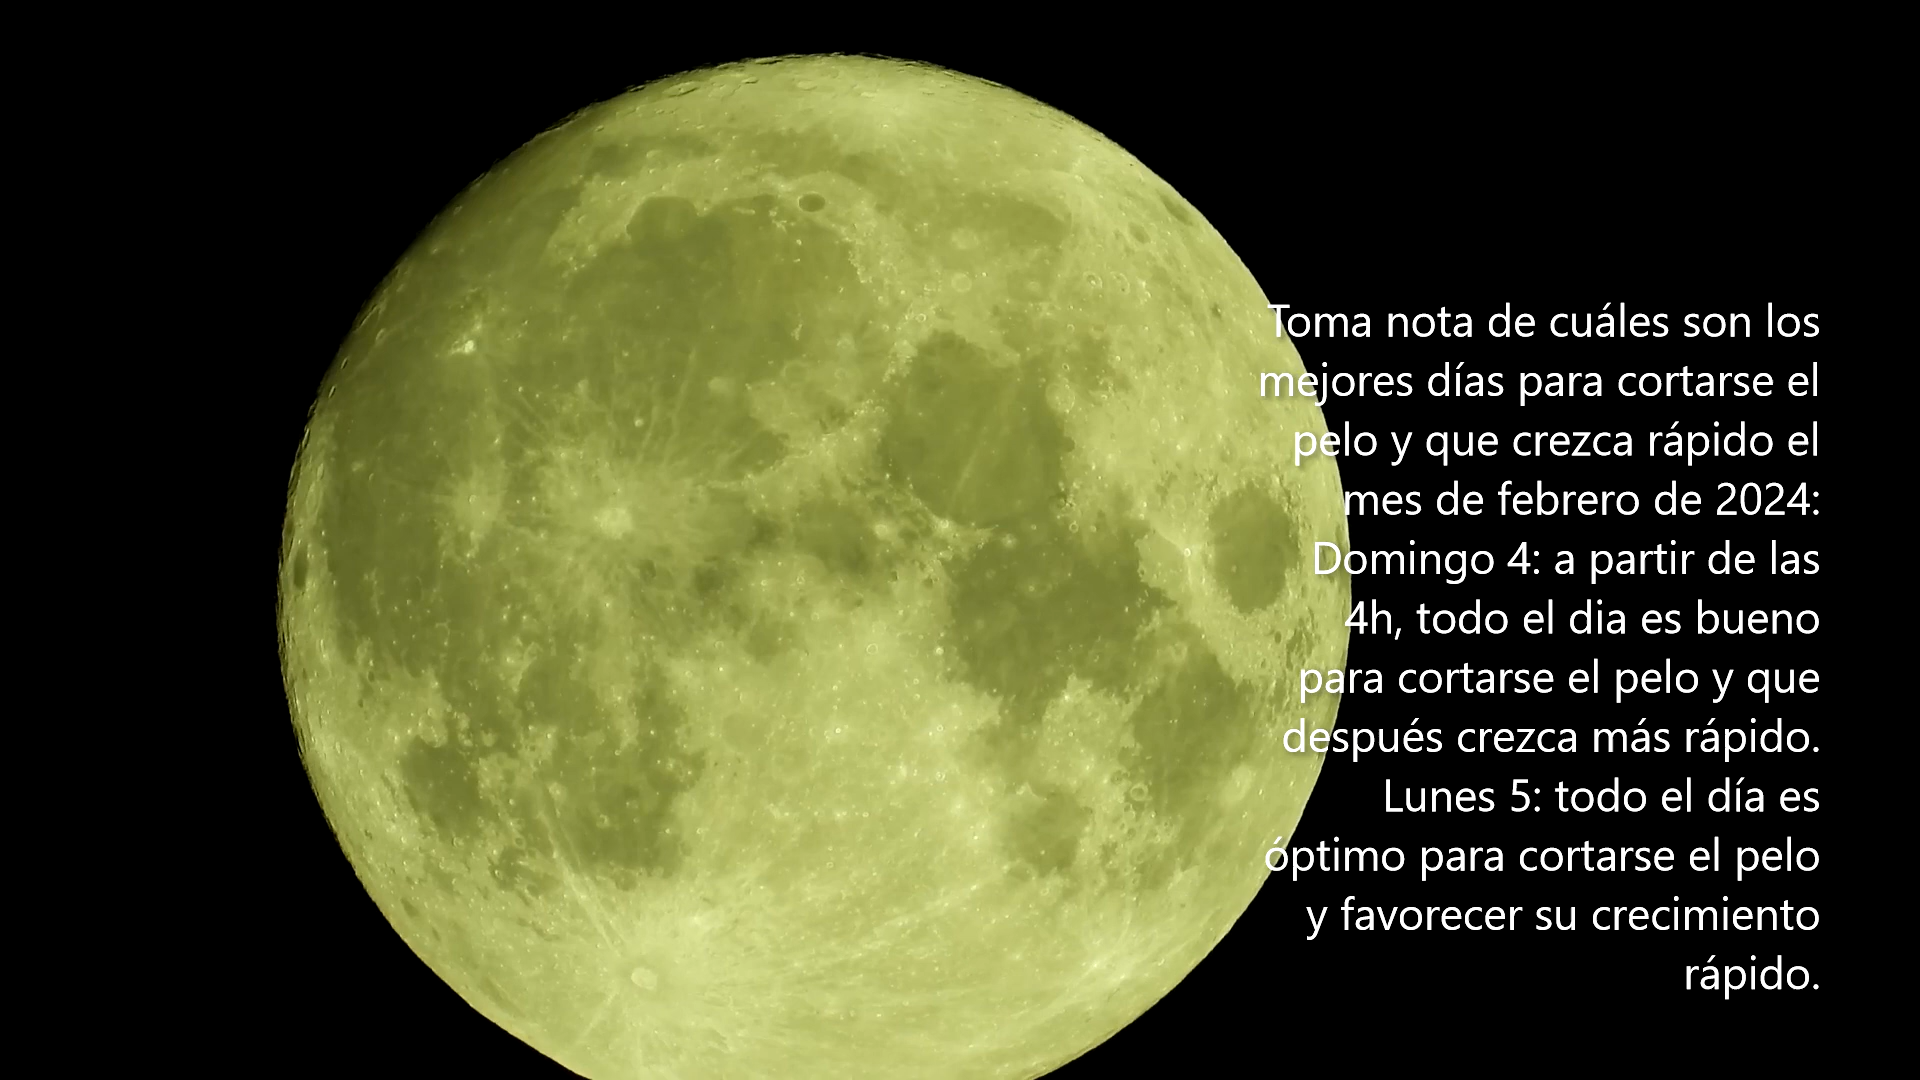 Toma nota de cuáles son los
mejores días para cortarse el
pelo y que crezca rápido el
mes de febrero de 2024:
Domingo 4: a partir de las
4h, todo el dia es bueno
para cortarse el pelo y que
después crezca más rápido.
Lunes 5: todo el día es
óptimo para cortarse el pelo
y favorecer su crecimiento
rápido.